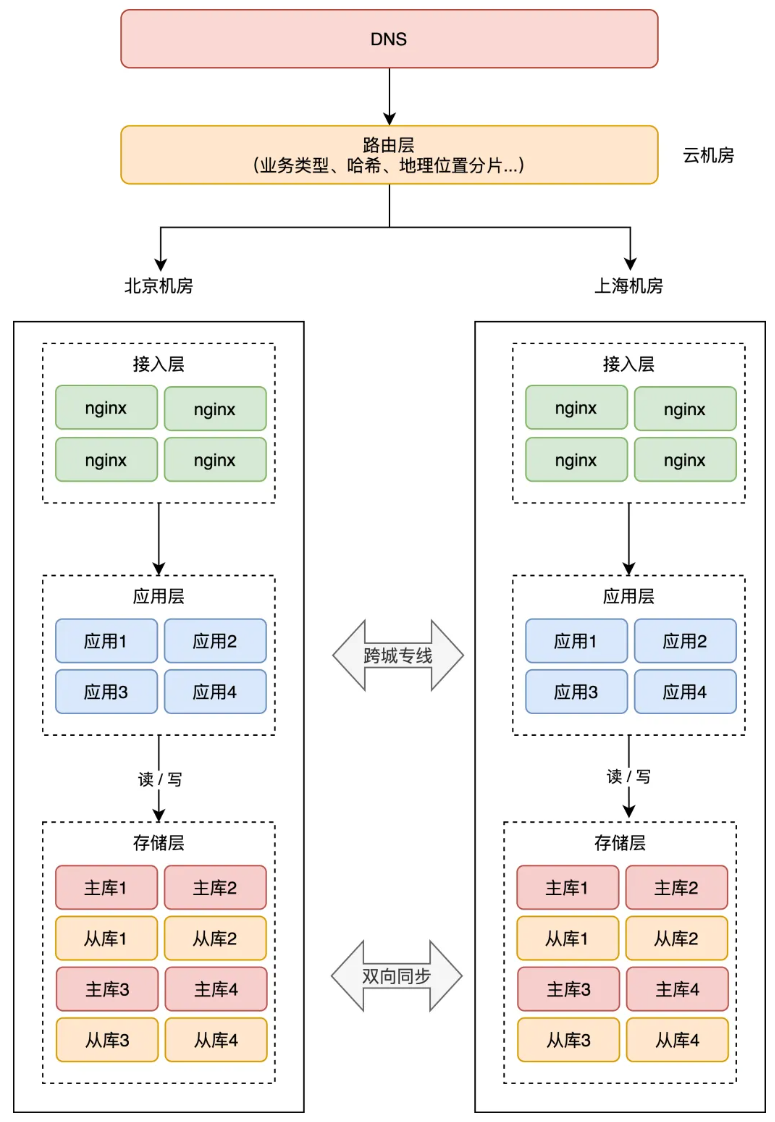 DNS
路由层
(业务类型、哈希、地理位置分片...)
云机房
北京机房
上海机房
接入层
nginx
nginx
nginx
nginx
应用层
应用1
应用2
应用3
应用4
读 / 写
存储层
主库1
主库2
从库1
从库2
主库3
主库4
从库3
从库4
跨城专线
双向同步
接入层
nginx
nginx
nginx
nginx
应用层
应用1
应用2
应用3
应用4
读 / 写
存储层
主库1
主库2
从库1
从库2
主库3
主库4
从库3
从库4